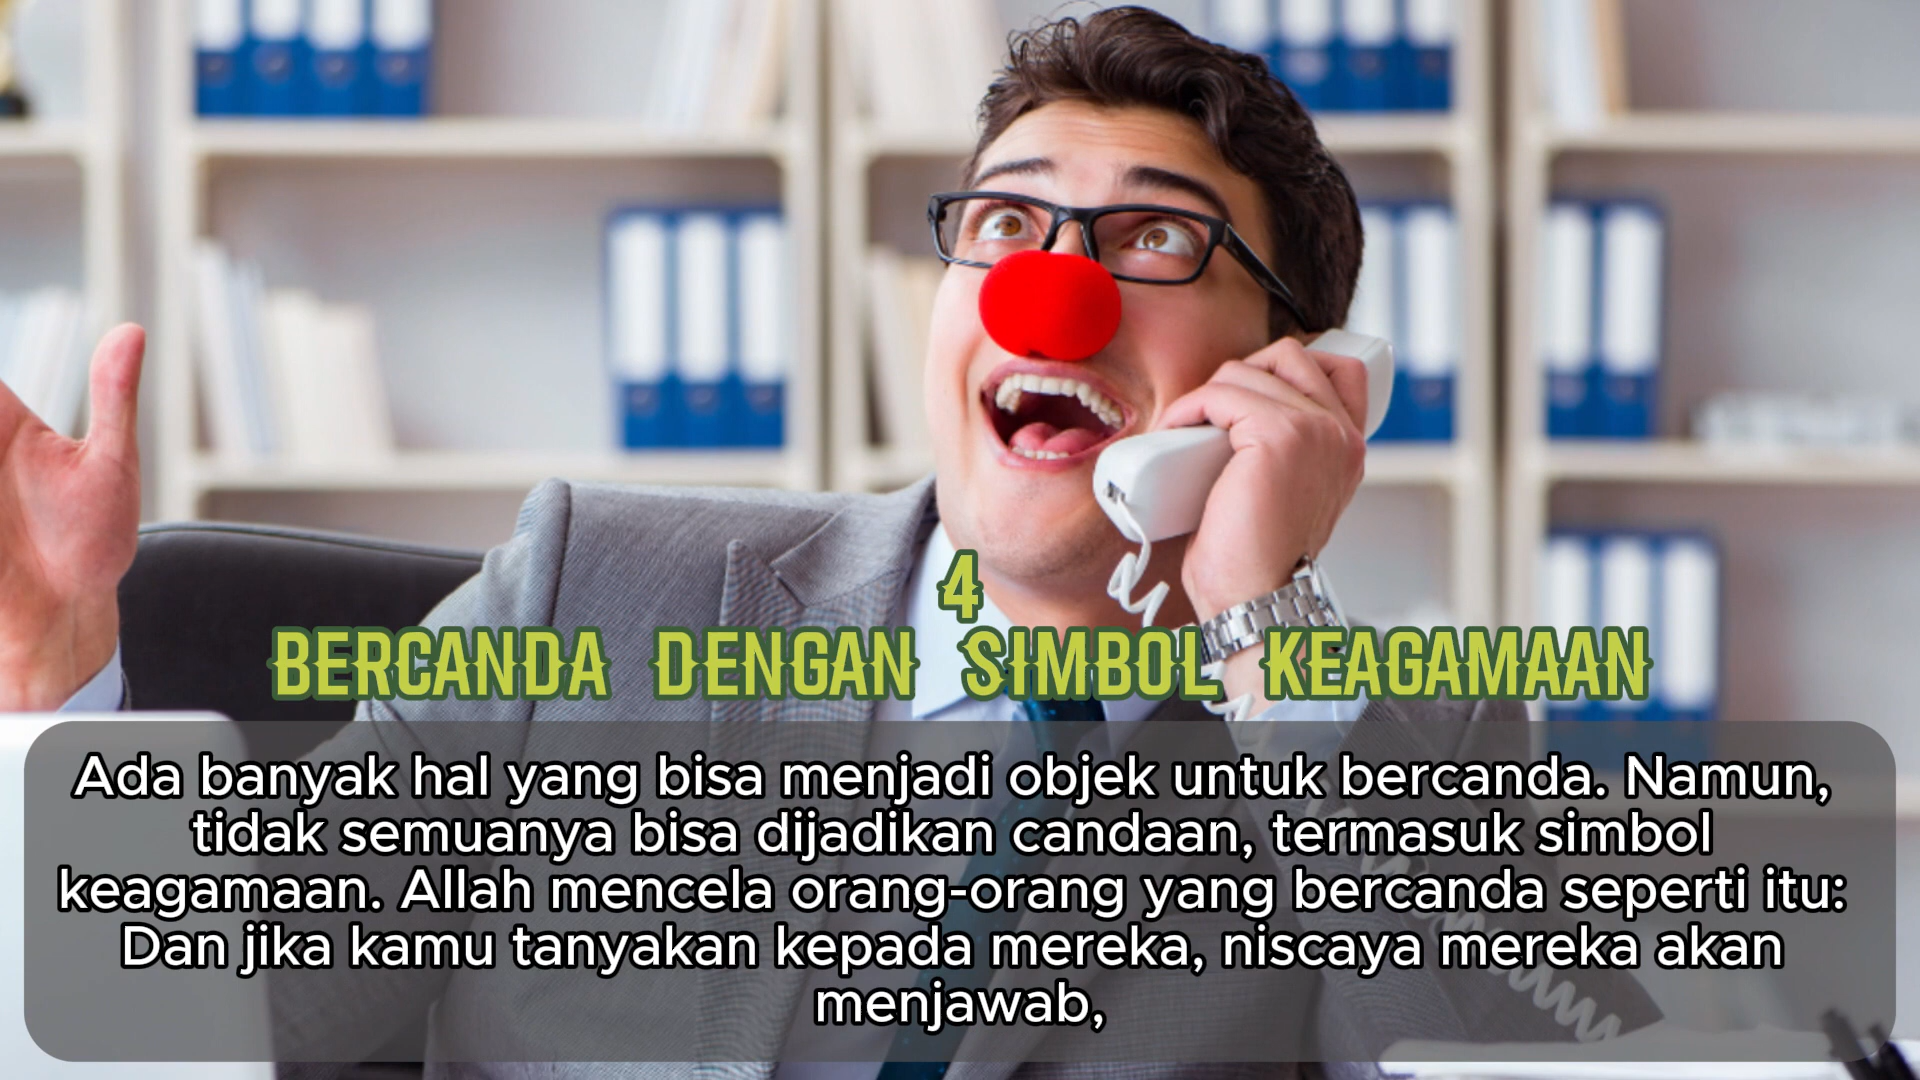 4
BERCANDA DENGAN SIMBOL KEAGAMAAN
Ada banyak hal yang bisa menjadi objek untuk bercanda. Namun,
tidak semuanya bisa dijadikan candaan, termasuk simbol
keagamaan. Allah mencela orang-orang yang bercanda seperti itu:
Dan jika kamu tanyakan kepada mereka, niscaya mereka akan
menjawab,